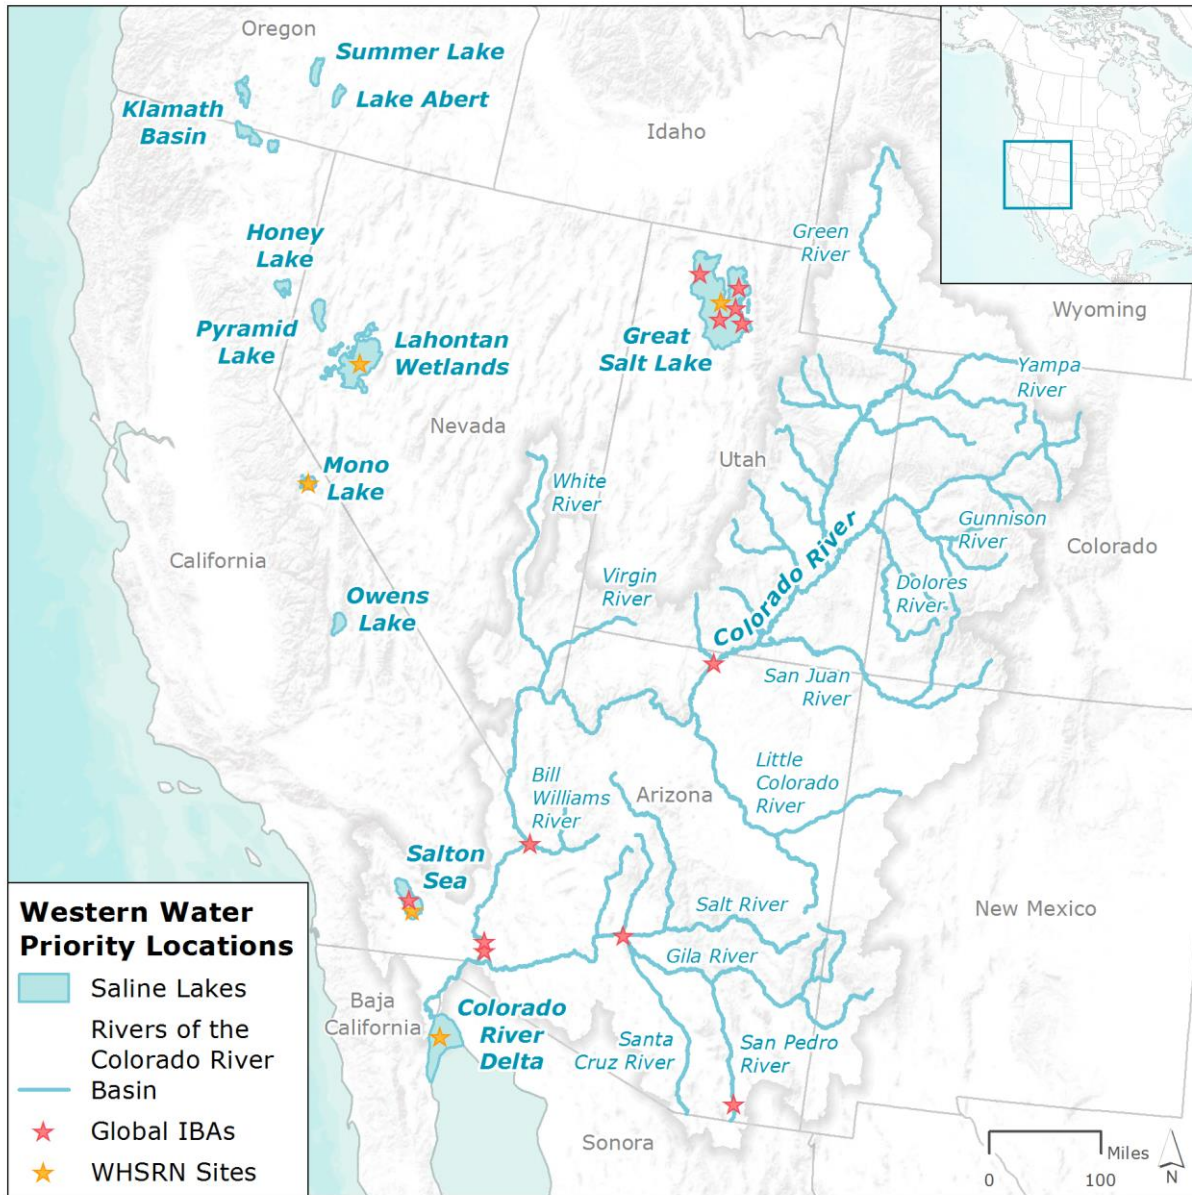 Oregon
Summer Lake
Lake Abert
Klamath
Basin
Idaho
Honey
Lake
Green
River
Wyoming
Pyramid
Lake
Lahontan
Wetlands
Great
Salt Lake
Yampa
River
Nevada
Utah
Mono
Lake
White
River
Gunnison
River
Colorado
California
Colorado River
Virgin
River
Dolores
River
Owens
Lake
San Juan
River
Little
Colorado
River
Bill
Williams
River
Arizona
Salton
Sea
Salt River
New Mexico
Gila River
Baja
California
Colorado
River
Delta
Santa
Cruz River
San Pedro
River
Sonora
Western Water
Priority Locations
Saline Lakes
Rivers of the
Colorado River
Basin
Global IBAs
WHSRN Sites
Miles
0 100
N